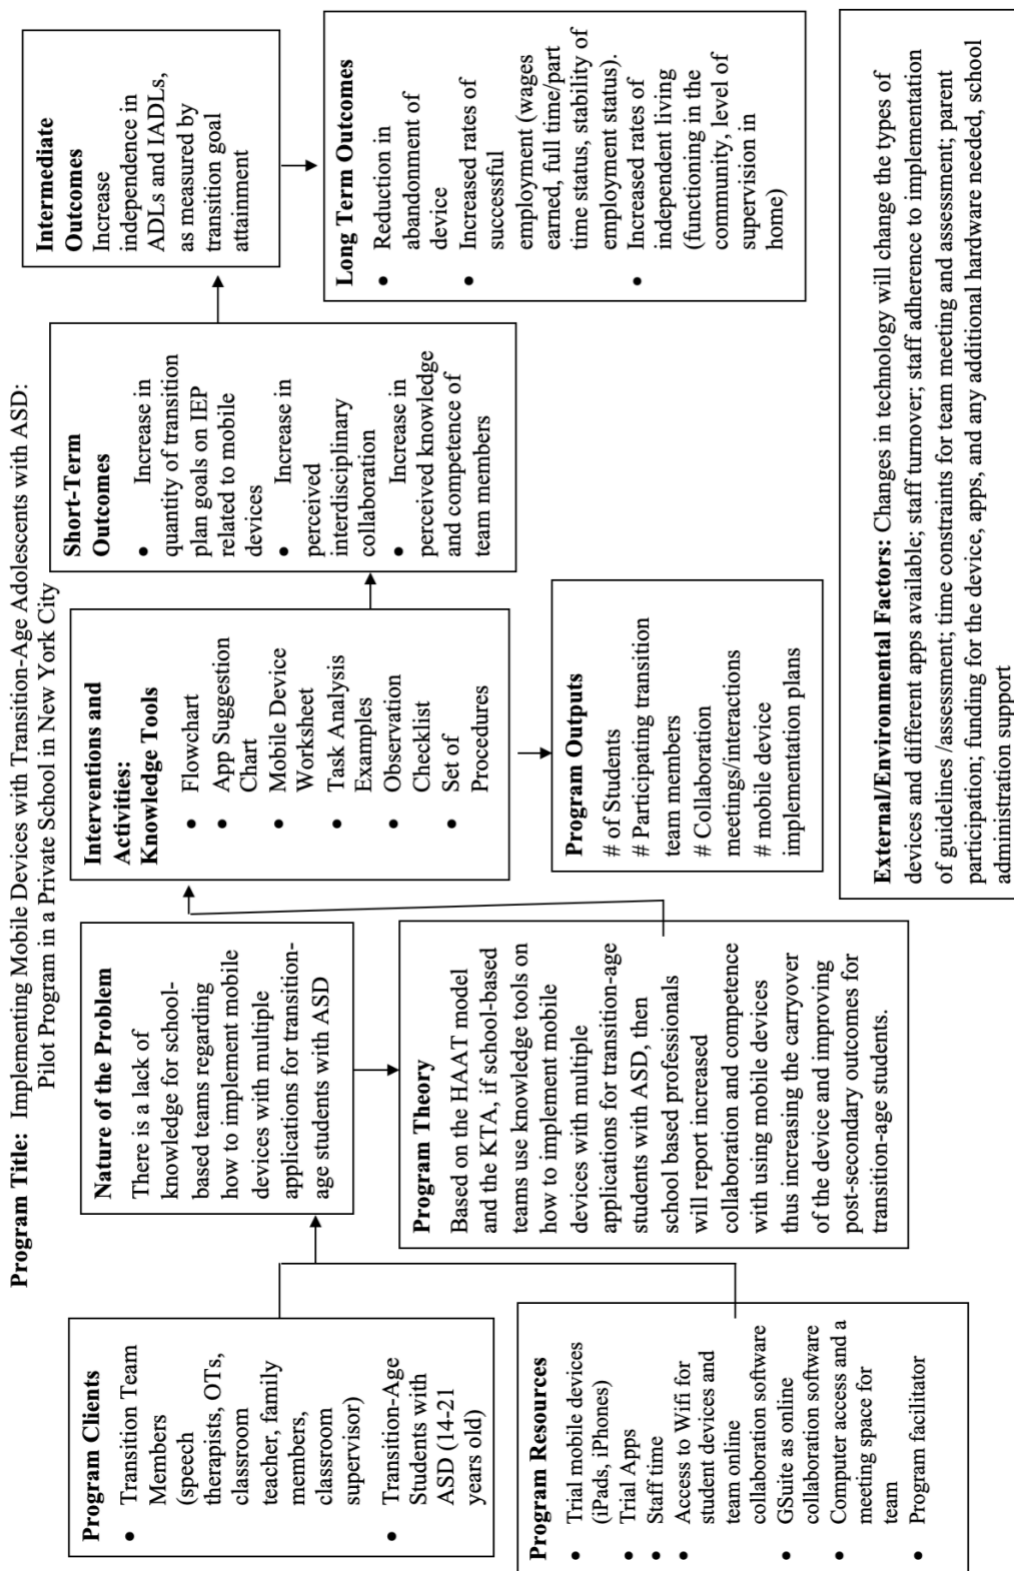 Program Title: Implementing Mobile Devices with Transition-Age Adolescents with ASD:
Pilot Program in a Private School in New York City
Program Clients
• Transition Team
Members
(speech
therapists, OTs,
classroom
teacher, family
members,
classroom
supervisor)
• Transition-Age
Students with
ASD (14-21
years old)
Program Resources
• Trial mobile devices
(iPads, iPhones)
• Trial Apps
• Staff time
• Access to Wifi for
student devices and
team online
collaboration software
• GSuite as online
collaboration software
• Computer access and a
meeting space for
team
• Program facilitator
Nature of the Problem
There is a lack of
knowledge for school-
based teams regarding
how to implement mobile
devices with multiple
applications for transition-
age students with ASD
Program Theory
Based on the HAAT model
and the KTA, if school-based
teams use knowledge tools on
how to implement mobile
devices with multiple
applications for transition-age
students with ASD, then
school based professionals
will report increased
collaboration and competence
with using mobile devices
thus increasing the carryover
of the device and improving
post-secondary outcomes for
transition-age students.
Interventions and
Activities:
Knowledge Tools
• Flowchart
• App Suggestion
Chart
• Mobile Device
Worksheet
• Task Analysis
Examples
• Observation
Checklist
• Set of
Procedures
Program Outputs
# of Students
# Participating transition
team members
# Collaboration
meetings/interactions
# mobile device
implementation plans
Short-Term
Outcomes
• Increase in
quantity of transition
plan goals on IEP
related to mobile
devices
• Increase in
perceived
interdisciplinary
collaboration
• Increase in
perceived knowledge
and competence of
team members
Intermediate
Outcomes
Increase
independence in
ADLs and IADLs,
as measured by
transition goal
attainment
Long Term Outcomes
• Reduction in
abandonment of
device
• Increased rates of
successful
employment (wages
earned, full time/part
time status, stability of
employment status).
• Increased rates of
independent living
(functioning in the
community, level of
supervision in
home)
External/Environmental Factors: Changes in technology will change the types of
devices and different apps available; staff turnover; staff adherence to implementation
of guidelines /assessment; time constraints for team meeting and assessment; parent
participation; funding for the device, apps, and any additional hardware needed, school
administration support